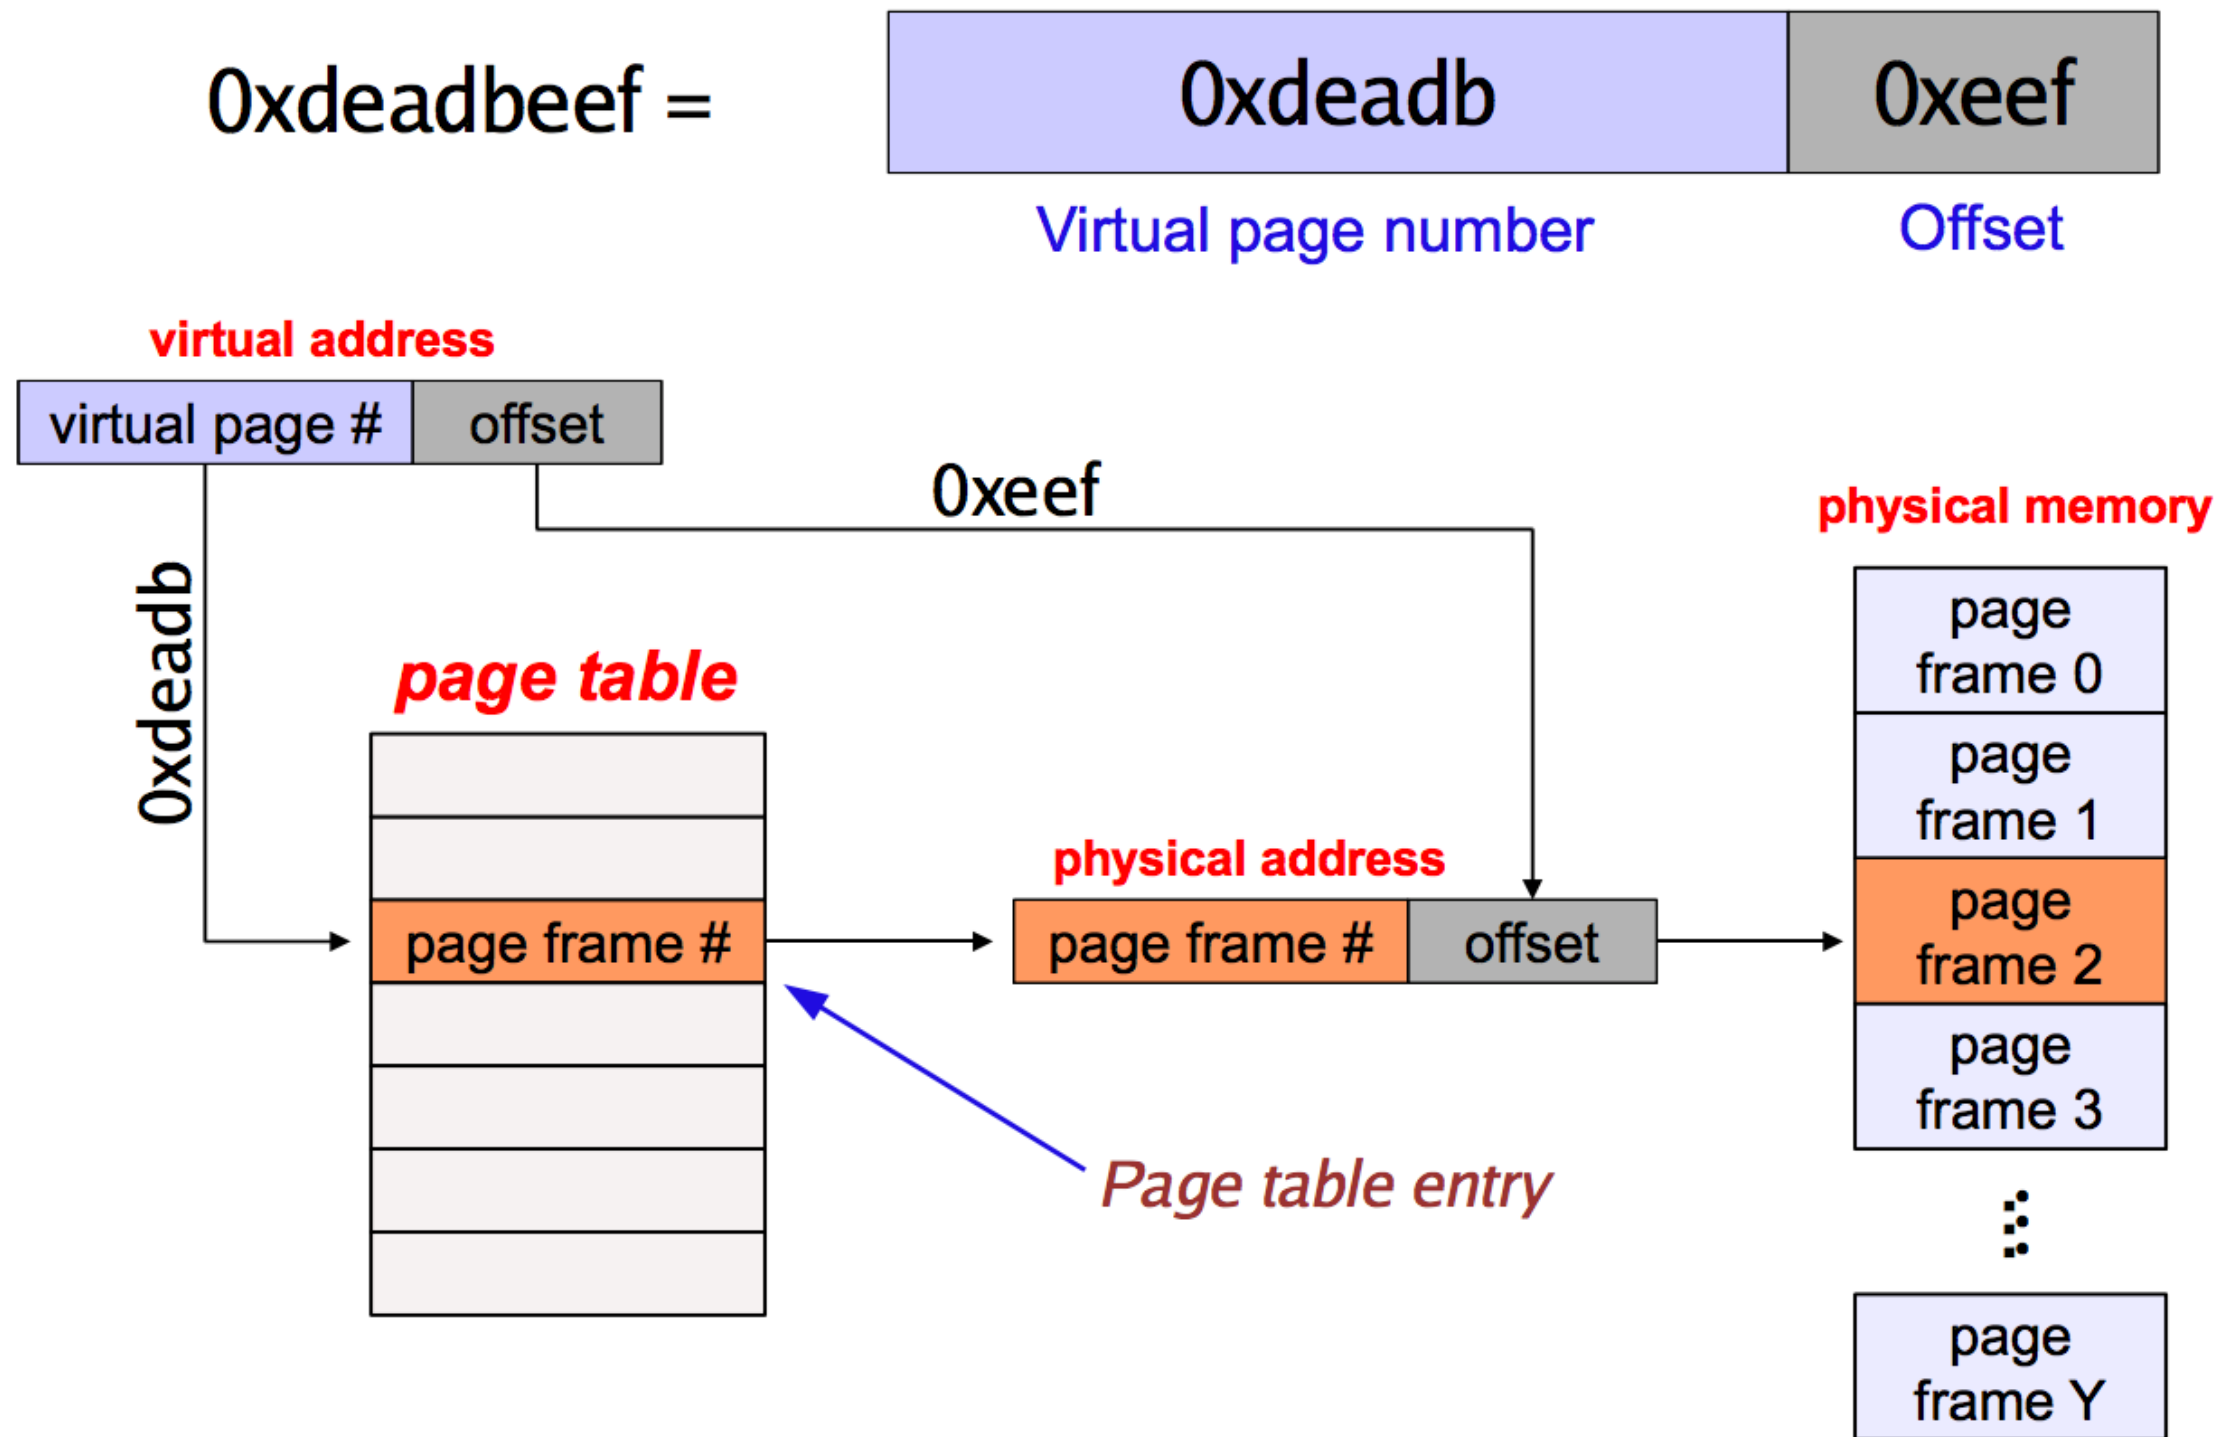 0xdeadbeef =
0xdeadb
0xeef
Virtual page number
Offset
virtual address
virtual page #
offset
0xeef
0xdeadb
physical memory
page table
page frame #
physical address
page frame #
offset
Page table entry
page
frame 0
page
frame 1
page
frame 2
page
frame 3
page
frame Y